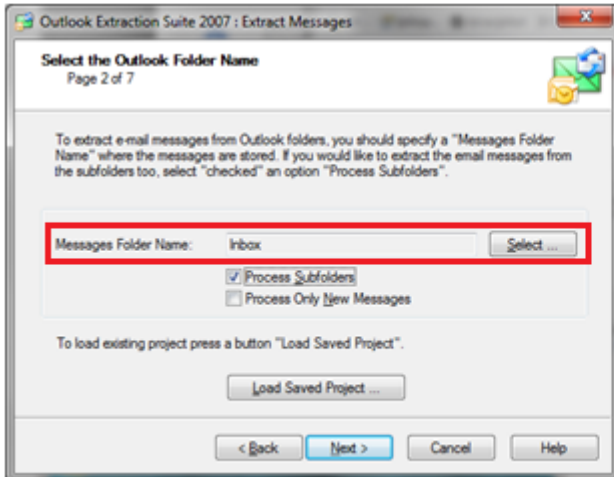 Outlook Extraction Suite 2007 : Extract Messages
Select the Outlook Folder Name
Page 2 of 7
To extract e-mail messages from Outlook folders, you should specify a "Messages Folder
Name" where the messages are stored. If you would like to extract the email messages from
the subfolders too, select "checked" an option "Process Subfolders".
Messages Folder Name: Inbox Select ...
Process Subfolders
Process Only New Messages
To load existing project press a button "Load Saved Project".
Load Saved Project ...
< Back Next > Cancel Help